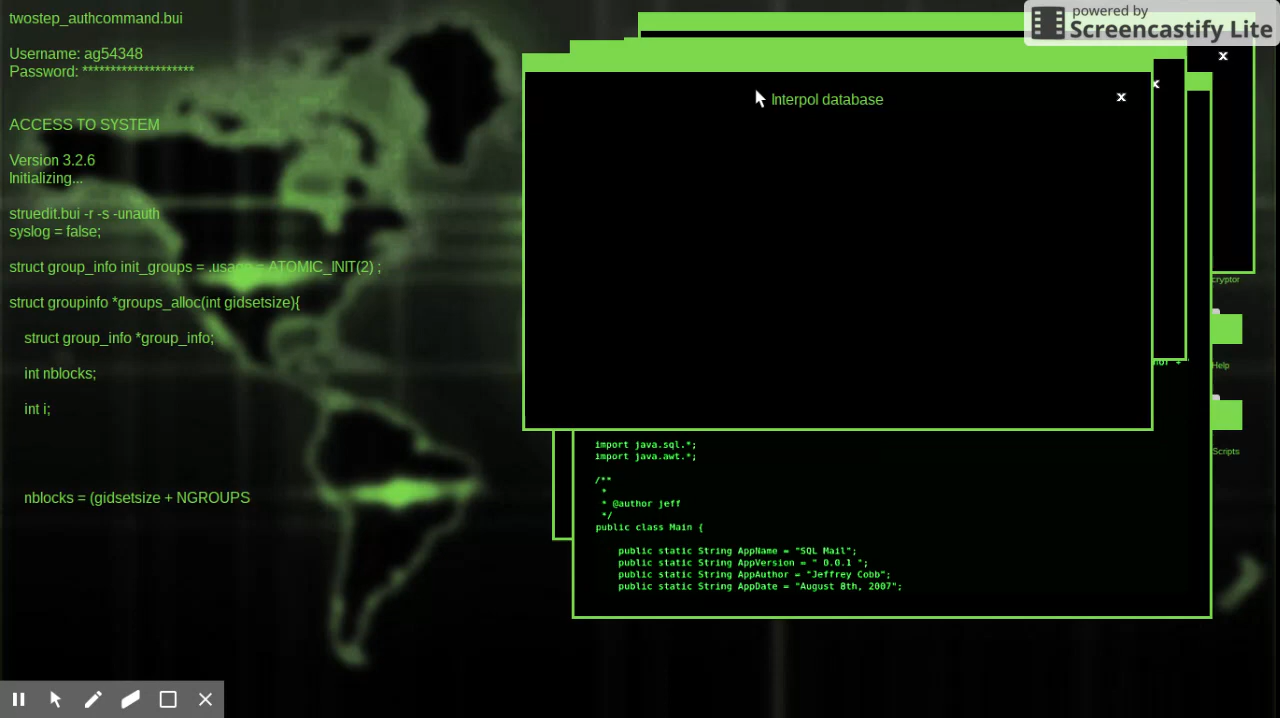 twostep_authcommand.bui
Username: ag54348
Password: ********************
ACCESS TO SYSTEM
Version 3.2.6
Initializing...
struedit.bui -r -s -unauth
syslog = false;
struct group_info init_groups = .usage = ATOMIC_INIT(2) ;
struct groupinfo *groups_alloc(int gidsetsize){
struct group_info *group_info;
int nblocks;
int i;
nblocks = (gidsetsize + NGROUPS
powered by
Screencastify Lite
x
x
Interpol database
x
cryptor
Help
Scripts
import java.sql.*;
import java.awt.*;
/**
*
* @author jeff
*/
public class Main {
public static String AppName = "SQL Mail";
public static String AppVersion = " 0.0.1 ";
public static String AppAuthor = "Jeffrey Cobb";
public static String AppDate = "August 8th, 2007";